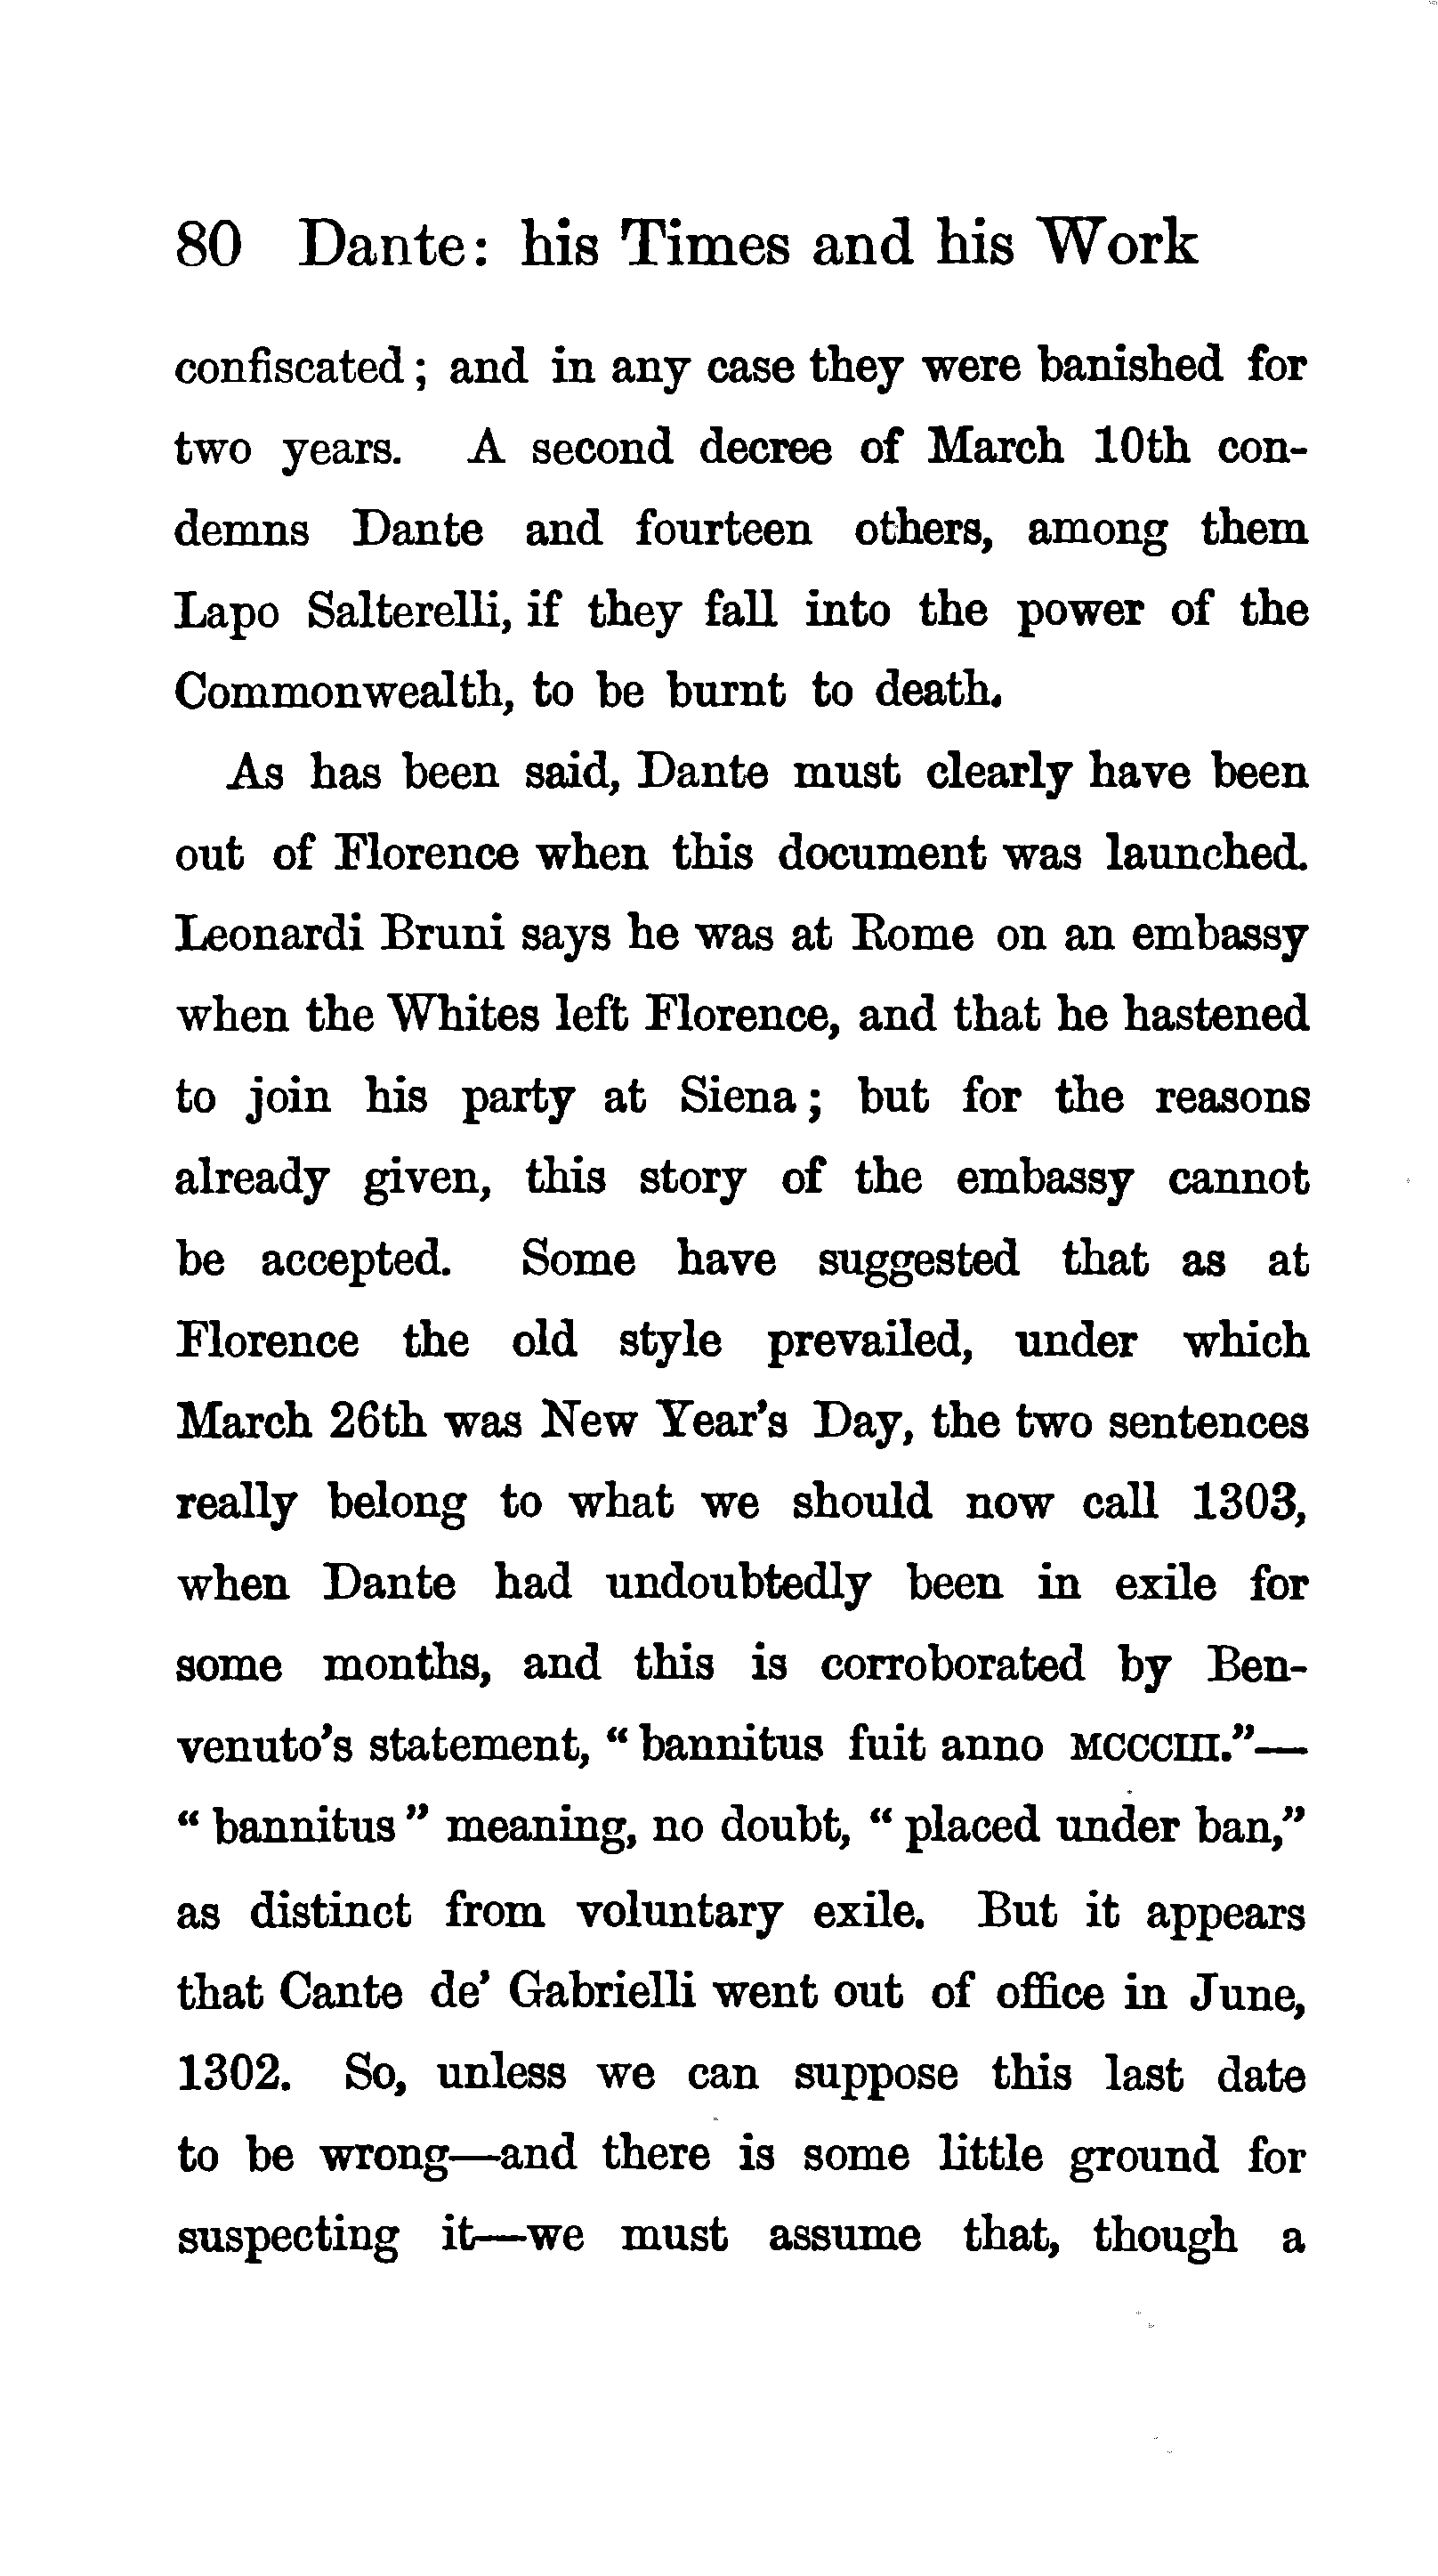 80 Dante: his Times and his Work
confiscated; and in any case they were banished for
two years. A second decree of March 10th con-
demns Dante and fourteen others, among them
Lapo Salterelli, if they fall into the power of the
Commonwealth, to be burnt to death.
As has been said, Dante must clearly have been
out of Florence when this document was launched.
Leonardi Bruni says he was at Rome on an embassy
when the Whites left Florence, and that he hastened
to join his party at Siena; but for the reasons
already given, this story of the embassy cannot
be accepted. Some have suggested that as at
Florence the old style prevailed, under which
March 26th was New Year's Day, the two sentences
really belong to what we should now call 1303,
when Dante had undoubtedly been in exile for
some months, and this is corroborated by Ben-
venuto's statement, “bannitus fuit anno MCCCIII.”—
“bannitus” meaning, no doubt, “placed under ban,”
as distinct from voluntary exile. But it appears
that Cante de' Gabrielli went out of office in June,
1302. So, unless we can suppose this last date
to be wrong—and there is some little ground for
suspecting it—we must assume that, though a